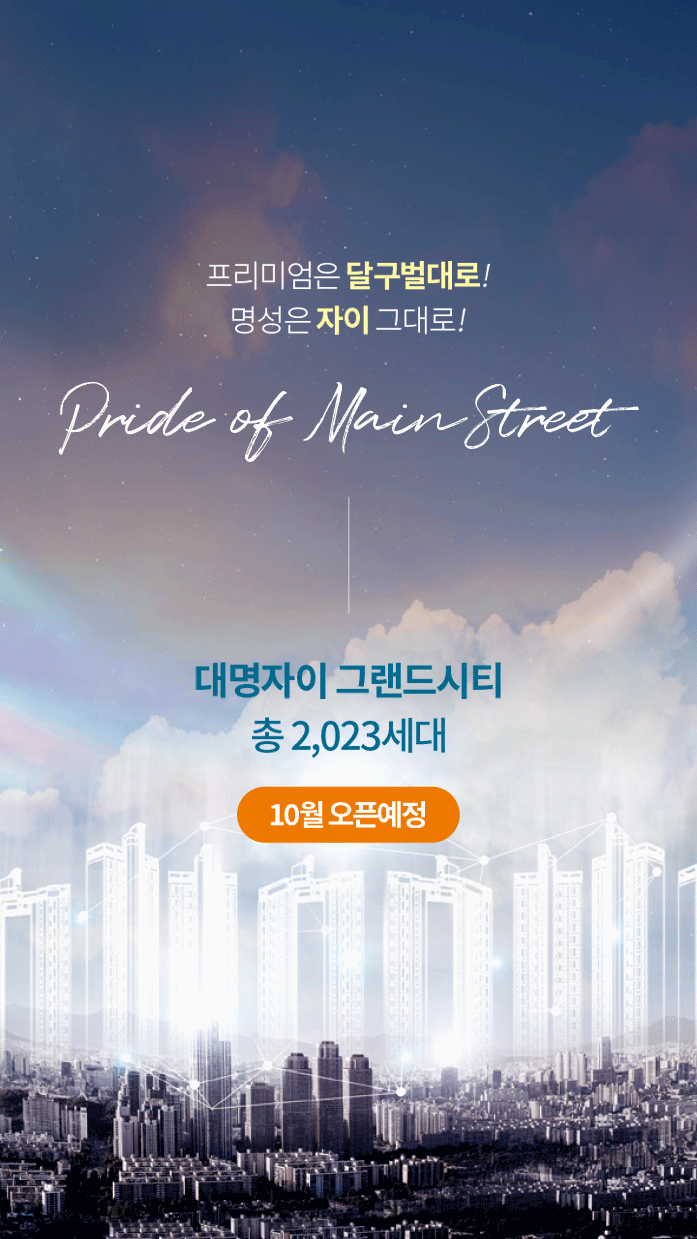 프리미엄은 달구벌대로!
명성은 자이 그대로!
Pride of Main Street
대명자이 그랜드시티
총 2,023세대
10월 오픈예정